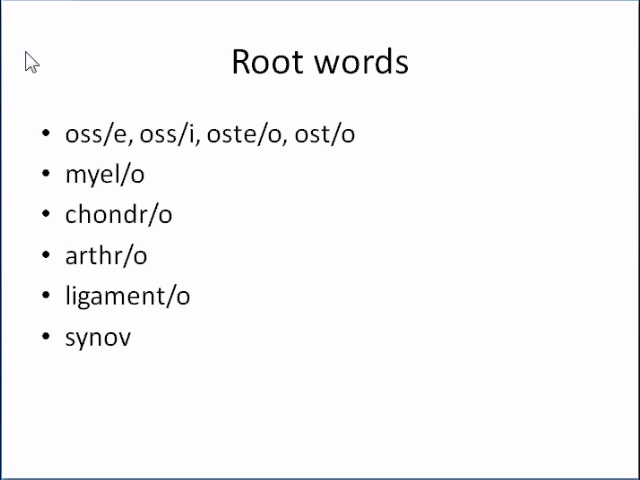 Root words
• oss/e, oss/i, oste/o, ost/o
• myel/o
• chondr/o
• arthr/o
• ligament/o
• synov